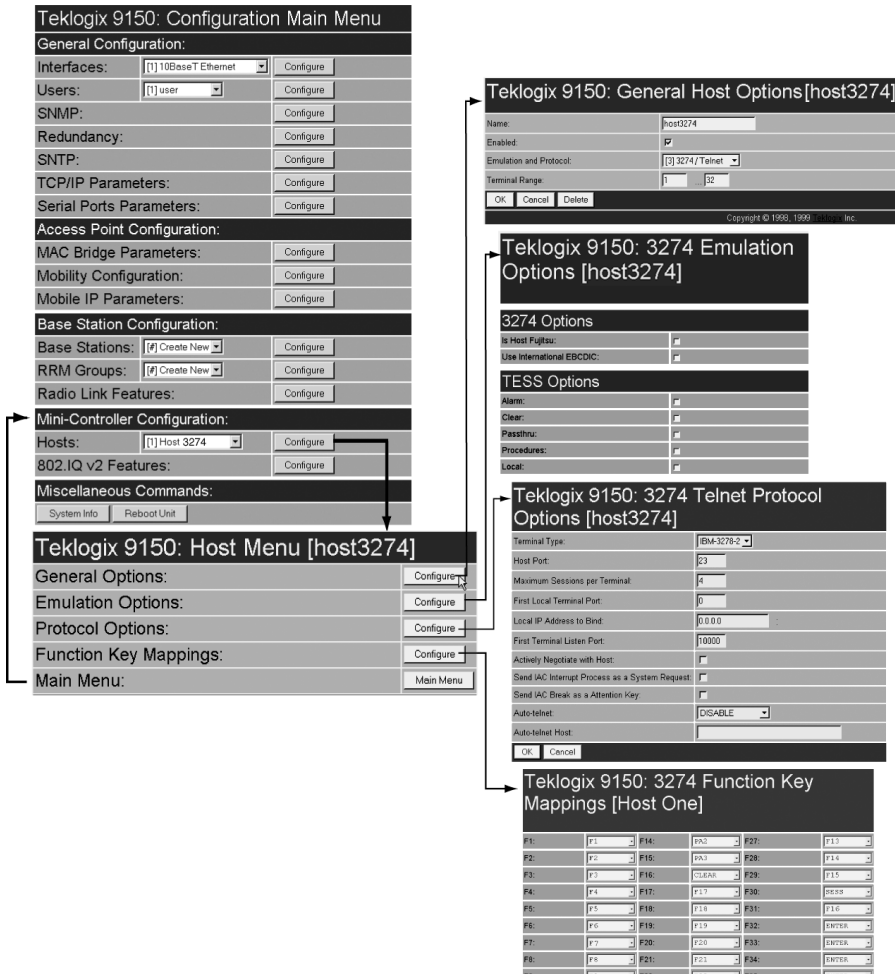 Teklogix 9150: Configuration Main Menu
General Configuration:
Interfaces: [1] 10BaseT Ethernet Configure
Users: [1] user Configure
SNMP: Configure
Redundancy: Configure
SNTP: Configure
TCP/IP Parameters: Configure
Serial Ports Parameters: Configure
Access Point Configuration:
MAC Bridge Parameters: Configure
Mobility Configuration: Configure
Mobile IP Parameters: Configure
Base Station Configuration:
Base Stations: [#] Create New Configure
RRM Groups: [#] Create New Configure
Radio Link Features: Configure
Mini-Controller Configuration:
Hosts: [1] Host 3274 Configure
802.IQ v2 Features: Configure
Miscellaneous Commands:
System Info Reboot Unit
Teklogix 9150: Host Menu [host3274]
General Options: Configure
Emulation Options: Configure
Protocol Options: Configure
Function Key Mappings: Configure
Main Menu: Main Menu
Teklogix 9150: General Host Options [host3274]
Name: host3274
Enabled:
Emulation and Protocol: [3] 3274 / Telnet
Terminal Range: 1 .. 32
OK Cancel Delete
Copyright © 1998, 1999 Teklogix Inc.
Teklogix 9150: 3274 Emulation
Options [host3274]
3274 Options
Is Host Fujitsu:
Use International EBCDIC:
TESS Options
Alarm:
Clear:
Passthru:
Procedures:
Local:
Teklogix 9150: 3274 Telnet Protocol
Options [host3274]
Terminal Type: IBM-3278-2
Host Port: 23
Maximum Sessions per Terminal: 4
First Local Terminal Port: 0
Local IP Address to Bind: 0.0.0.0 :
First Terminal Listen Port: 10000
Actively Negotiate with Host:
Send IAC Interrupt Process as a System Request:
Send IAC Break as a Attention Key:
Auto-telnet: DISABLE
Auto-telnet Host:
OK Cancel
Teklogix 9150: 3274 Function Key
Mappings [Host One]
F1: F1 F14: PA2 F27: F13
F2: F2 F15: PA3 F28: F14
F3: F3 F16: CLEAR F29: F15
F4: F4 F17: F17 F30: SESS
F5: F5 F18: F18 F31: F16
F6: F6 F19: F19 F32: ENTER
F7: F7 F20: F20 F33: ENTER
F8: F8 F21: F21 F34: ENTER